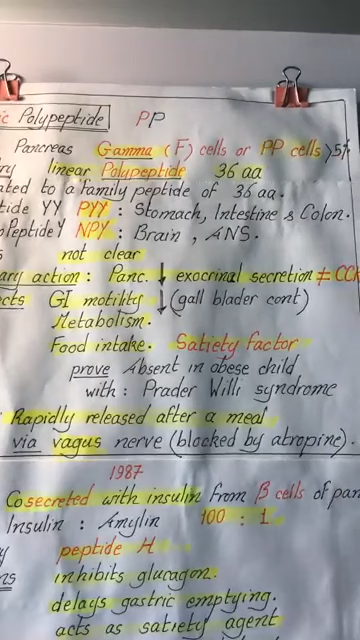 ic Polypeptide PP
Pancreas Gamma (F) cells or PP cells
ry linear Polypeptide 36 aa
ated to a family peptide of 36 aa.
tide YY PYY : Stomach, Intestine & Colon.
Peptide Y NPY : Brain, ANS.
s not clear
ary action : Panc. ↓ exocrinal secretion ≠ CCK
ects GI motility ↓ (gall blader cont)
Metabolism.
Food intake. Satiety Factor
prove Absent in obese child
with : Prader Willi syndrome
Rapidly released after a meal
via vagus nerve (blocked by atropine).
1987
Cosecreted with insulin from β cells of pan
Insulin : Amylin 100 : 1
y peptide H
ns inhibits glucagon.
delays gastric emptying.
acts as satiety agent